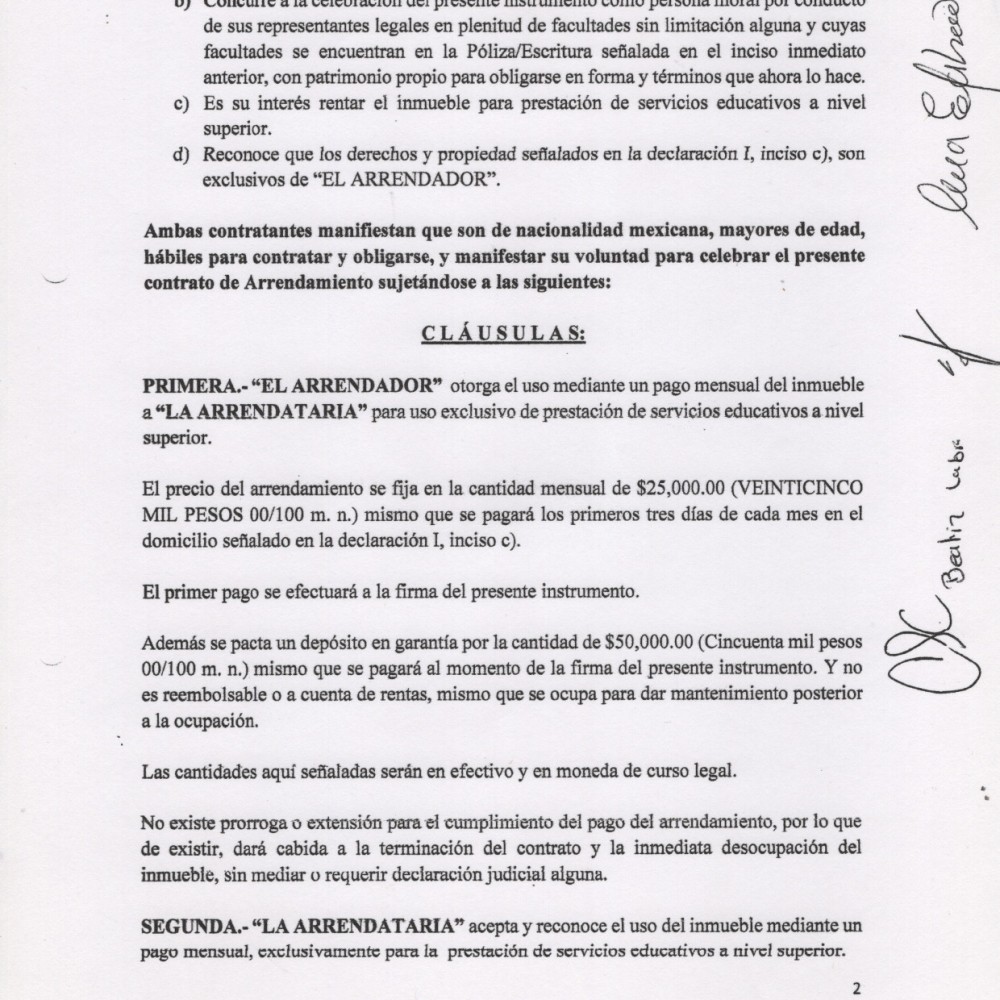 b) Concurre a la celebración del presente instrumento como persona moral por conducto
de sus representantes legales en plenitud de facultades sin limitación alguna y cuyas
facultades se encuentran en la Póliza/Escritura señalada en el inciso inmediato
anterior, con patrimonio propio para obligarse en forma y términos que ahora lo hace.
c) Es su interés rentar el inmueble para prestación de servicios educativos a nivel
superior.
d) Reconoce que los derechos y propiedad señalados en la declaración I, inciso c), son
exclusivos de “EL ARRENDADOR”.
Ambas contratantes manifiestan que son de nacionalidad mexicana, mayores de edad,
hábiles para contratar y obligarse, y manifestar su voluntad para celebrar el presente
contrato de Arrendamiento sujetándose a las siguientes:
CLÁUSULAS:
PRIMERA.- “EL ARRENDADOR” otorga el uso mediante un pago mensual del inmueble
a “LA ARRENDATARIA” para uso exclusivo de prestación de servicios educativos a nivel
superior.
El precio del arrendamiento se fija en la cantidad mensual de $25,000.00 (VEINTICINCO
MIL PESOS 00/100 m. n.) mismo que se pagará los primeros tres días de cada mes en el
domicilio señalado en la declaración I, inciso c).
El primer pago se efectuará a la firma del presente instrumento.
Además se pacta un depósito en garantía por la cantidad de $50,000.00 (Cincuenta mil pesos
00/100 m. n.) mismo que se pagará al momento de la firma del presente instrumento. Y no
es reembolsable o a cuenta de rentas, mismo que se ocupa para dar mantenimiento posterior
a la ocupación.
Las cantidades aquí señaladas serán en efectivo y en moneda de curso legal.
No existe prorroga o extensión para el cumplimiento del pago del arrendamiento, por lo que
de existir, dará cabida a la terminación del contrato y la inmediata desocupación del
inmueble, sin mediar o requerir declaración judicial alguna.
SEGUNDA.- “LA ARRENDATARIA” acepta y reconoce el uso del inmueble mediante un
pago mensual, exclusivamente para la prestación de servicios educativos a nivel superior.
2
Beatriz